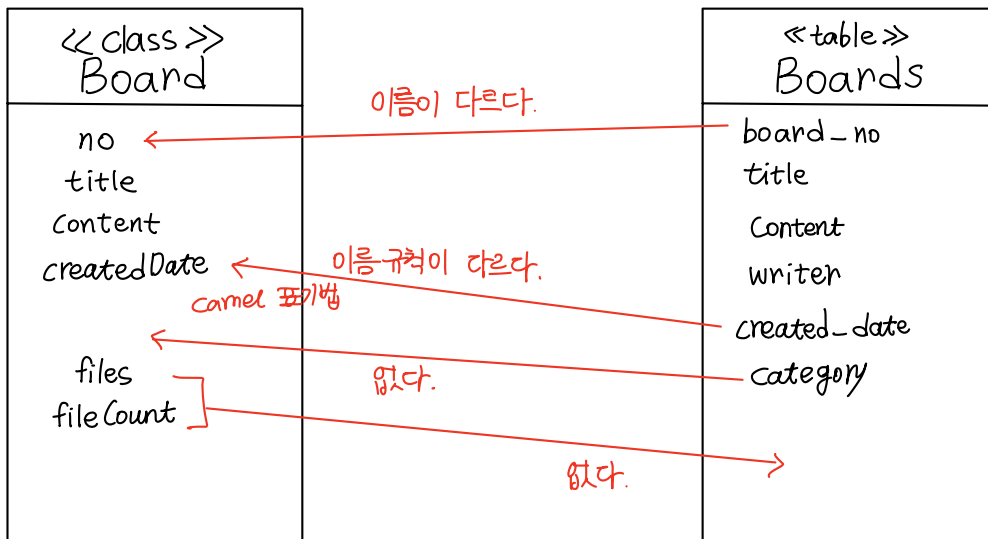 ≪class≫
Board
no
title
content
createdDate
files
fileCount
이름이 다르다.
이름규칙이 다르다.
camel 표기법
없다.
없다.
≪table≫
Boards
board_no
title
content
writer
created_date
category